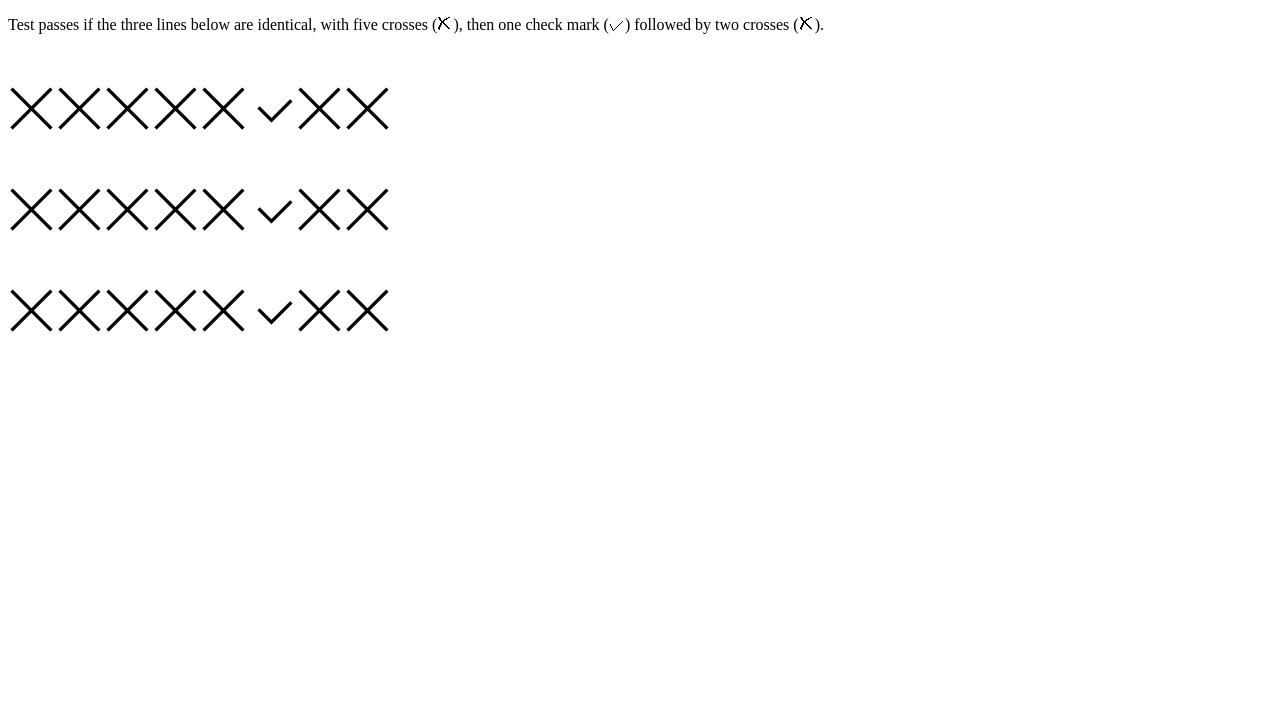 Test passes if the three lines below are identical, with five crosses (✗), then one check mark (✓) followed by two crosses (✗).
✗✗✗✗✗✓✗✗
✗✗✗✗✗✓✗✗
✗✗✗✗✗✓✗✗